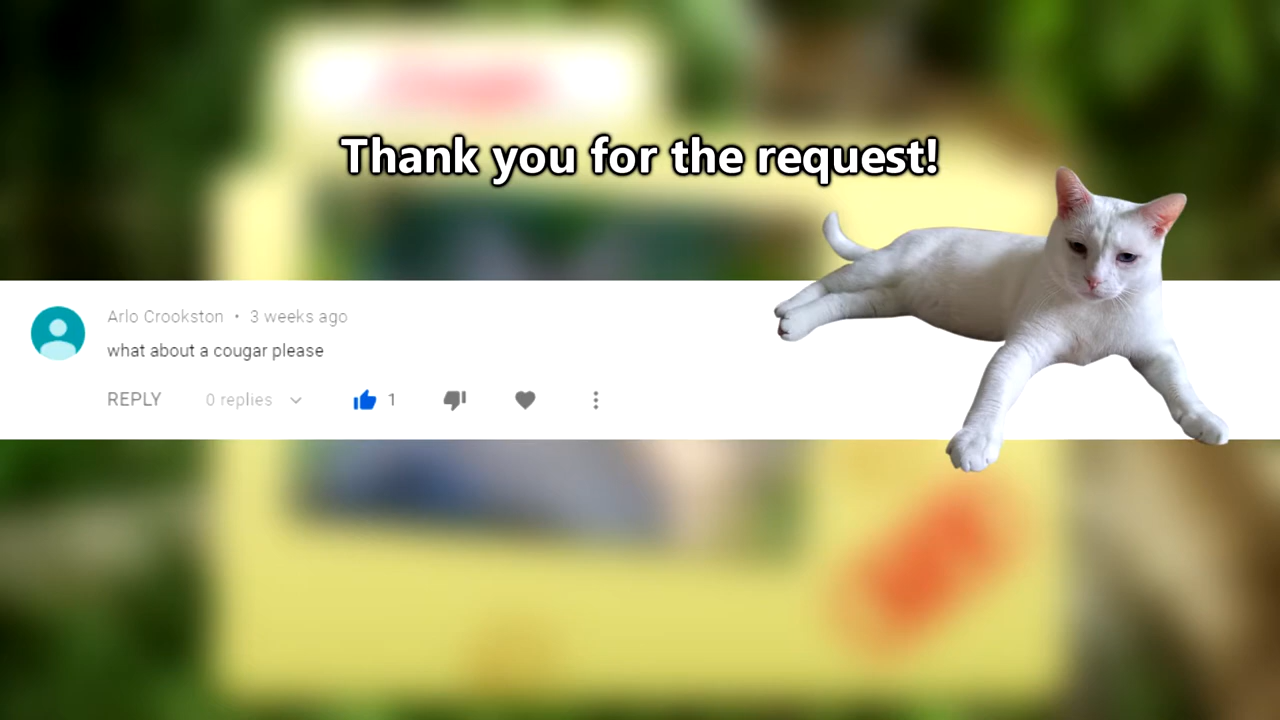 Thank you for the request!
Arlo Crookston • 3 weeks ago
what about a cougar please
REPLY 0 replies 1